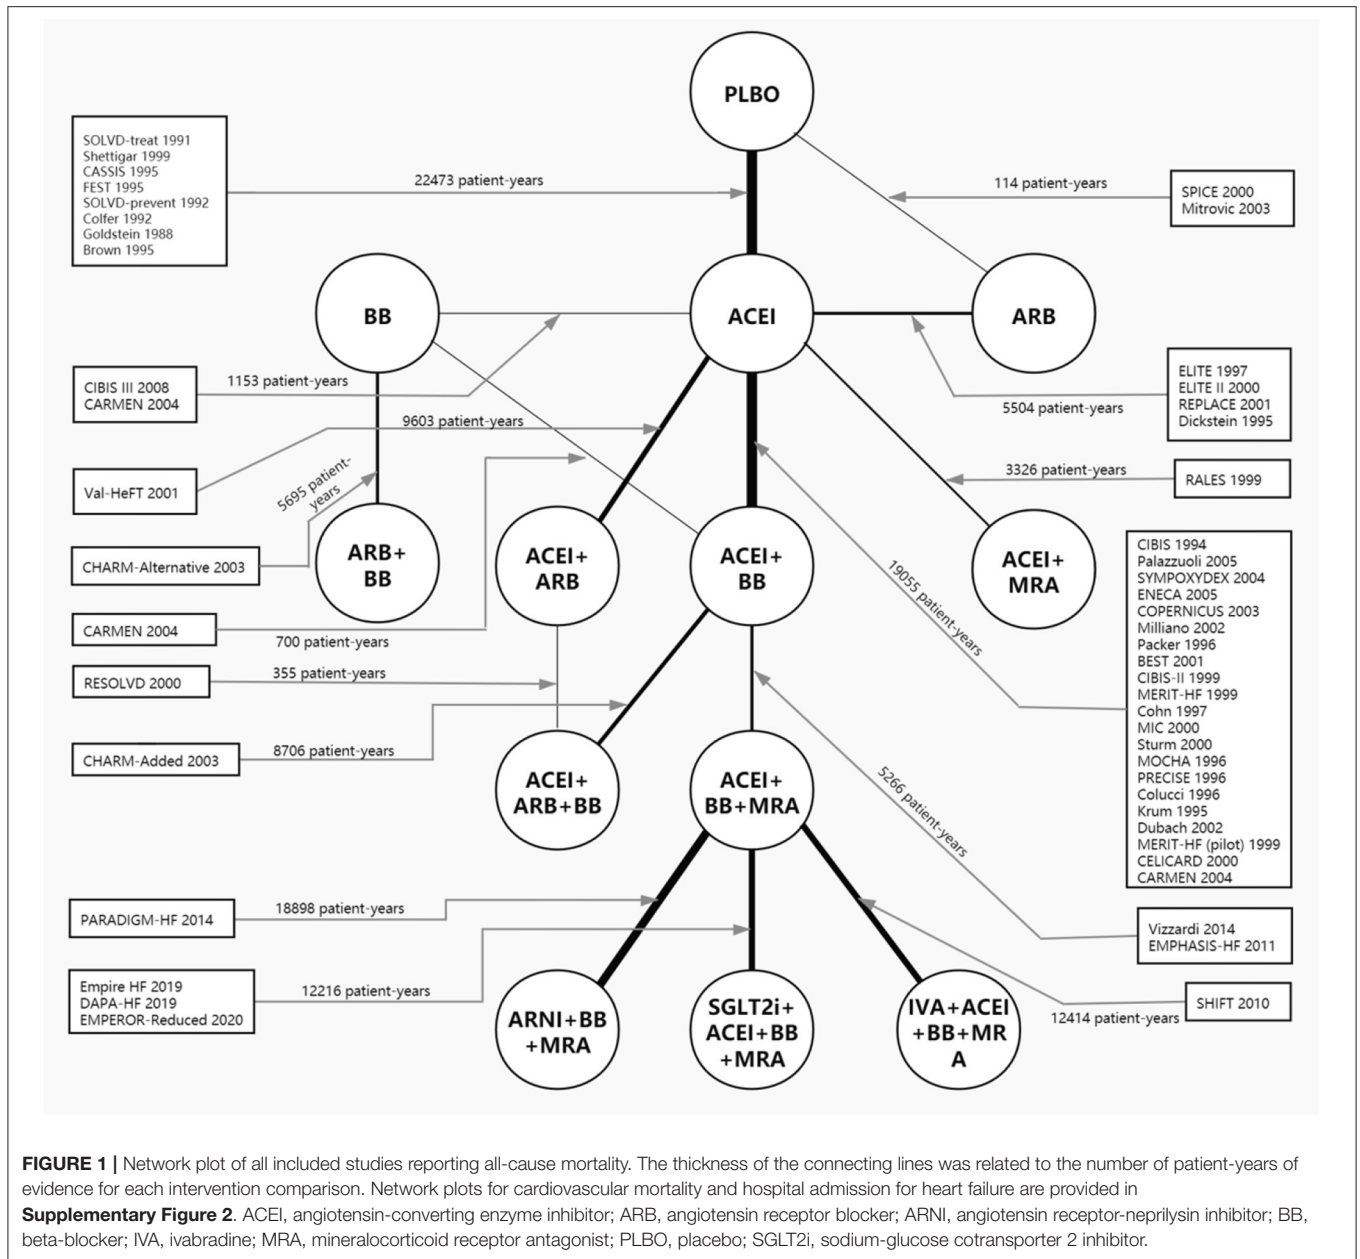 PLBO
SOLVD-treat 1991
Shettigar 1999
CASSIS 1995
FEST 1995
SOLVD-prevent 1992
Colfer 1992
Goldstein 1988
Brown 1995
22473 patient-years
114 patient-years
SPICE 2000
Mitrovic 2003
BB
ACEI
ARB
CIBIS III 2008
CARMEN 2004
1153 patient-years
ELITE 1997
ELITE II 2000
REPLACE 2001
Dickstein 1995
5504 patient-years
9603 patient-years
Val-HeFT 2001
5695 patient-
years
3326 patient-years
RALES 1999
CHARM-Alternative 2003
ARB+
BB
ACEI+
ARB
ACEI+
BB
ACEI+
MRA
19055 patient-years
CIBIS 1994
Palazzuoli 2005
SYMPOXYDEX 2004
ENECA 2005
COPERNICUS 2003
Milliano 2002
Packer 1996
BEST 2001
CIBIS-II 1999
MERIT-HF 1999
Cohn 1997
MIC 2000
Sturm 2000
MOCHA 1996
PRECISE 1996
Colucci 1996
Krum 1995
Dubach 2002
MERIT-HF (pilot) 1999
CELICARD 2000
CARMEN 2004
CARMEN 2004
700 patient-years
RESOLVD 2000
355 patient-years
CHARM-Added 2003
8706 patient-years
ACEI+
ARB+BB
ACEI+
BB+MRA
5266 patient-years
PARADIGM-HF 2014
18898 patient-years
Vizzardi 2014
EMPHASIS-HF 2011
Empire HF 2019
DAPA-HF 2019
EMPEROR-Reduced 2020
12216 patient-years
ARNI+BB
+MRA
SGLT2i+
ACEI+BB
+MRA
IVA+ACEI
+BB+MR
A
12414 patient-years
SHIFT 2010
FIGURE 1 | Network plot of all included studies reporting all-cause mortality. The thickness of the connecting lines was related to the number of patient-years of
evidence for each intervention comparison. Network plots for cardiovascular mortality and hospital admission for heart failure are provided in
Supplementary Figure 2. ACEI, angiotensin-converting enzyme inhibitor; ARB, angiotensin receptor blocker; ARNI, angiotensin receptor-neprilysin inhibitor; BB,
beta-blocker; IVA, ivabradine; MRA, mineralocorticoid receptor antagonist; PLBO, placebo; SGLT2i, sodium-glucose cotransporter 2 inhibitor.